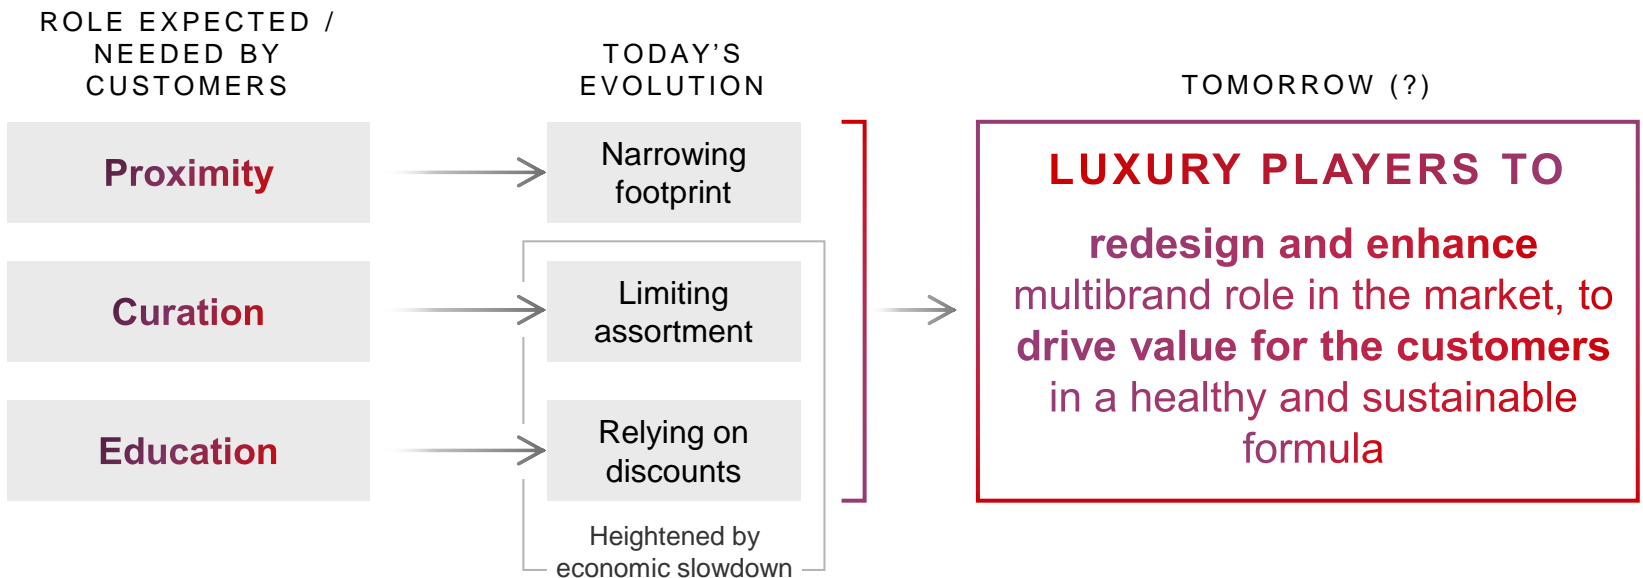 ROLE EXPECTED /
NEEDED BY
CUSTOMERS
TODAY'S
EVOLUTION
TOMORROW (?)
Proximity
Narrowing
footprint
Curation
Limiting
assortment
Education
Relying on
discounts
Heightened by
economic slowdown
LUXURY PLAYERS TO
redesign and enhance
multibrand role in the market, to
drive value for the customers
in a healthy and sustainable
formula